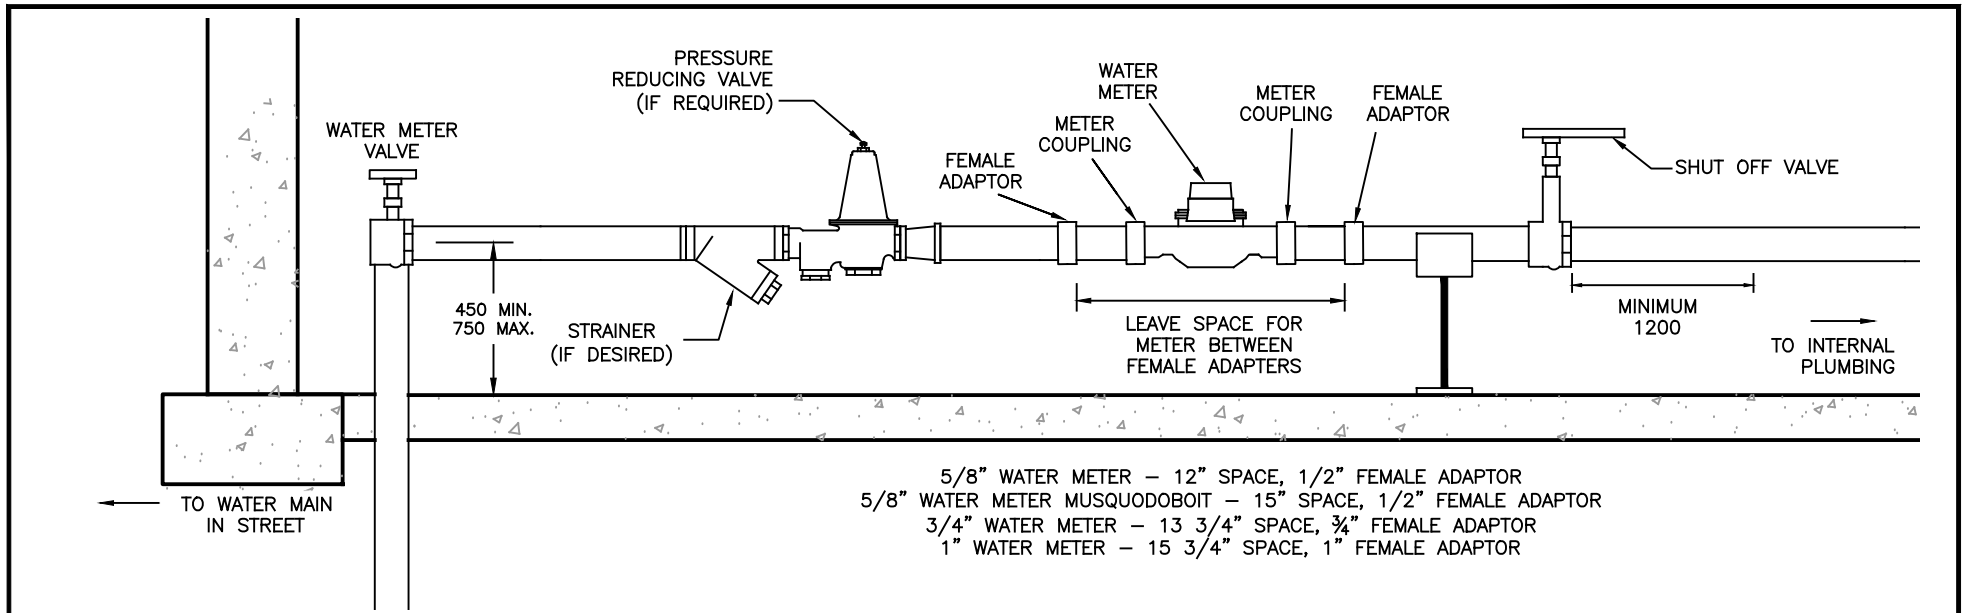 PRESSURE
REDUCING VALVE
(IF REQUIRED)
WATER
METER
METER
COUPLING
FEMALE
ADAPTOR
WATER METER
VALVE
METER
COUPLING
FEMALE
ADAPTOR
SHUT OFF VALVE
450 MIN.
750 MAX.
STRAINER
(IF DESIRED)
LEAVE SPACE FOR
METER BETWEEN
FEMALE ADAPTERS
MINIMUM
1200
TO INTERNAL
PLUMBING
TO WATER MAIN
IN STREET
5/8" WATER METER – 12" SPACE, 1/2" FEMALE ADAPTOR
5/8" WATER METER MUSQUODOBOIT – 15" SPACE, 1/2" FEMALE ADAPTOR
3/4" WATER METER – 13 3/4" SPACE, ¾" FEMALE ADAPTOR
1" WATER METER – 15 3/4" SPACE, 1" FEMALE ADAPTOR